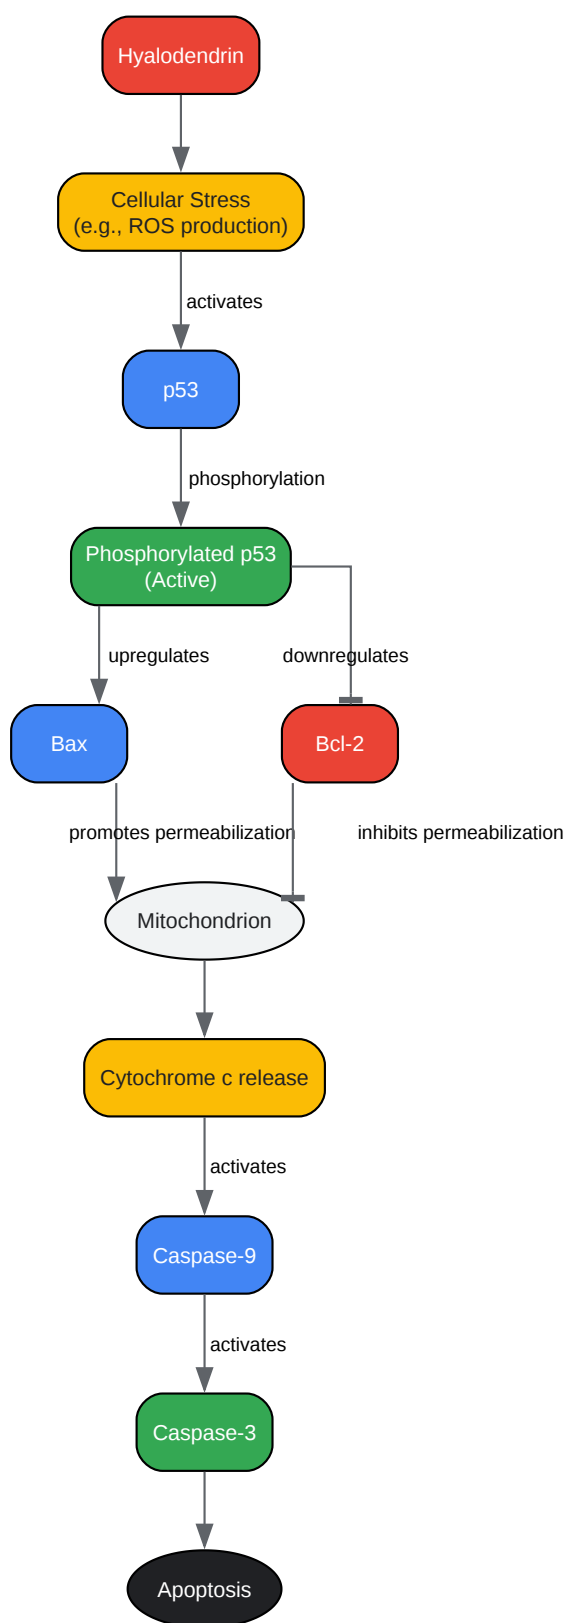 Hyalodendrin
Cellular Stress
(e.g., ROS production)
activates
p53
phosphorylation
Phosphorylated p53
(Active)
upregulates
downregulates
Bax
Bcl-2
promotes permeabilization
inhibits permeabilization
Mitochondrion
Cytochrome c release
activates
Caspase-9
activates
Caspase-3
Apoptosis